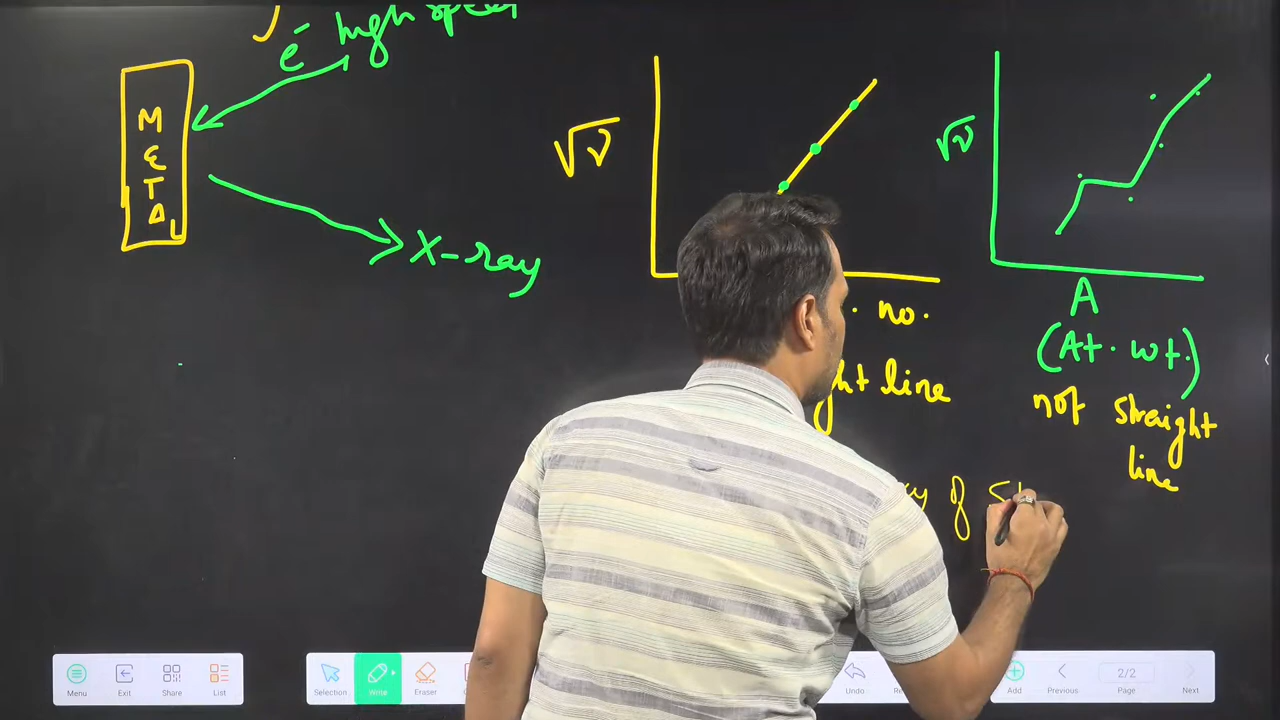 e⁻ high speed
METAL
X-ray
√ν
no.
line
√ν
A
(At. wt.)
not straight
line
of
Menu
Exit
Share
List
Selection
Write
Eraser
Undo
Add
Previous
2/2
Page
Next